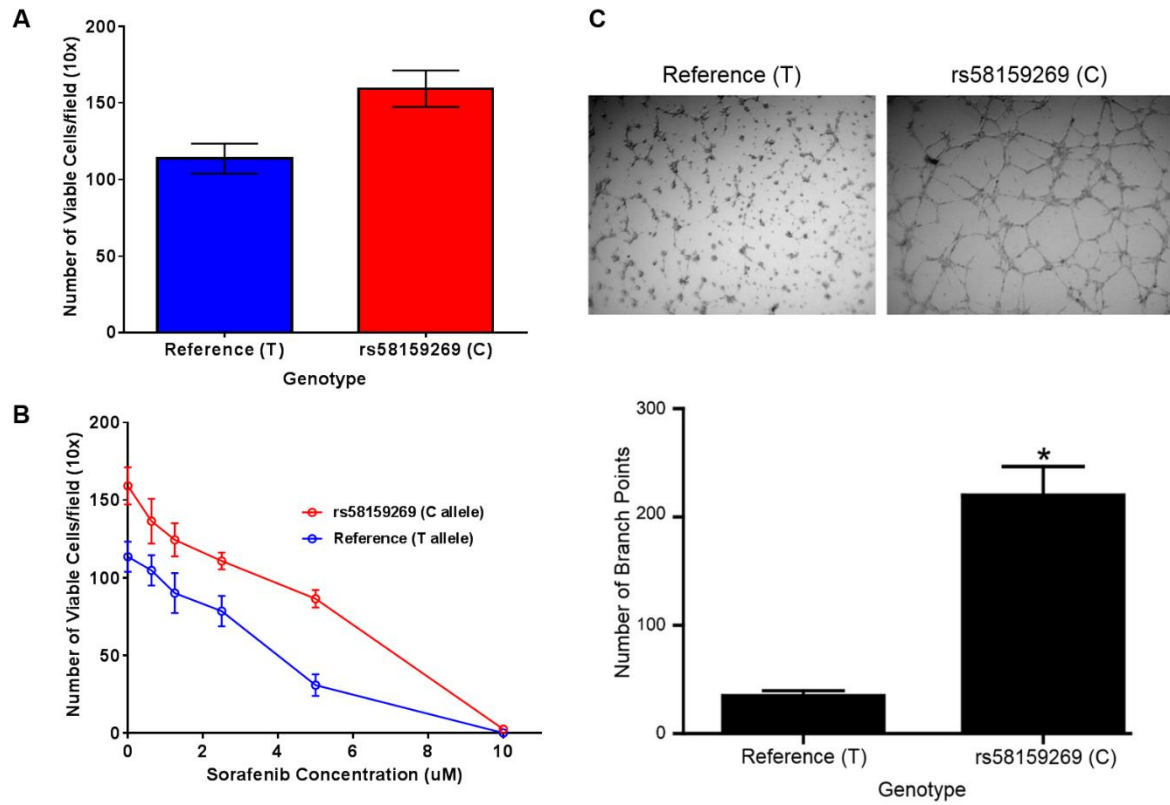 A
200
150
100
50
0
Number of Viable Cells/field (10x)
Reference (T)
rs58159269 (C)
Genotype
B
200
150
100
50
0
Number of Viable Cells/field (10x)
rs58159269 (C allele)
Reference (T allele)
0
2
4
6
8
10
Sorafenib Concentration (uM)
C
Reference (T)
rs58159269 (C)
300
200
100
0
Number of Branch Points
*
Reference (T)
rs58159269 (C)
Genotype